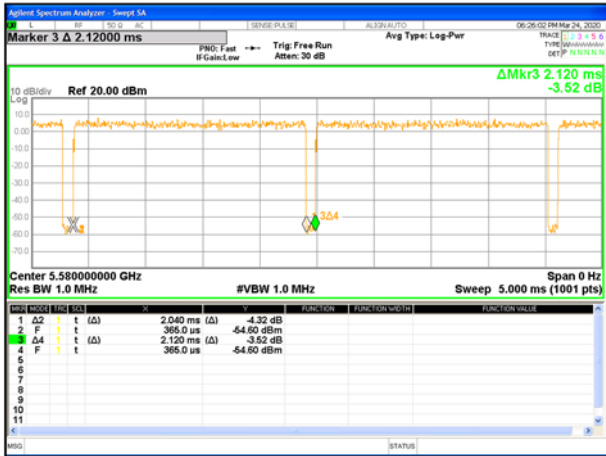 Agilent Spectrum Analyzer - Swept SA
L RF 50 Ω AC SENSE:PULSE ALIGN AUTO 06:26:02 PM Mar 24, 2020
Marker 3 Δ 2.12000 ms
PNO: Fast Trig: Free Run Avg Type: Log-Pwr TRACE 1 2 3 4 5 6
IFGain:Low Atten: 30 dB TYPE
DET P N N N N N
ΔMkr3 2.120 ms
10 dB/div Ref 20.00 dBm -3.52 dB
Log
10.0
0.00
-10.0
-20.0
-30.0
-40.0
-50.0
-60.0
-70.0
3Δ4
Center 5.580000000 GHz Span 0 Hz
Res BW 1.0 MHz #VBW 1.0 MHz Sweep 5.000 ms (1001 pts)
MKR MODE TRC SCL X Y FUNCTION FUNCTION WIDTH FUNCTION VALUE
1 Δ2 1 t (Δ) 2.040 ms (Δ) -4.32 dB
2 F 1 t 365.0 us -54.60 dBm
3 Δ4 1 t (Δ) 2.120 ms (Δ) -3.52 dB
4 F 1 t 365.0 us -54.60 dBm
5
6
7
8
9
10
11
MSG STATUS